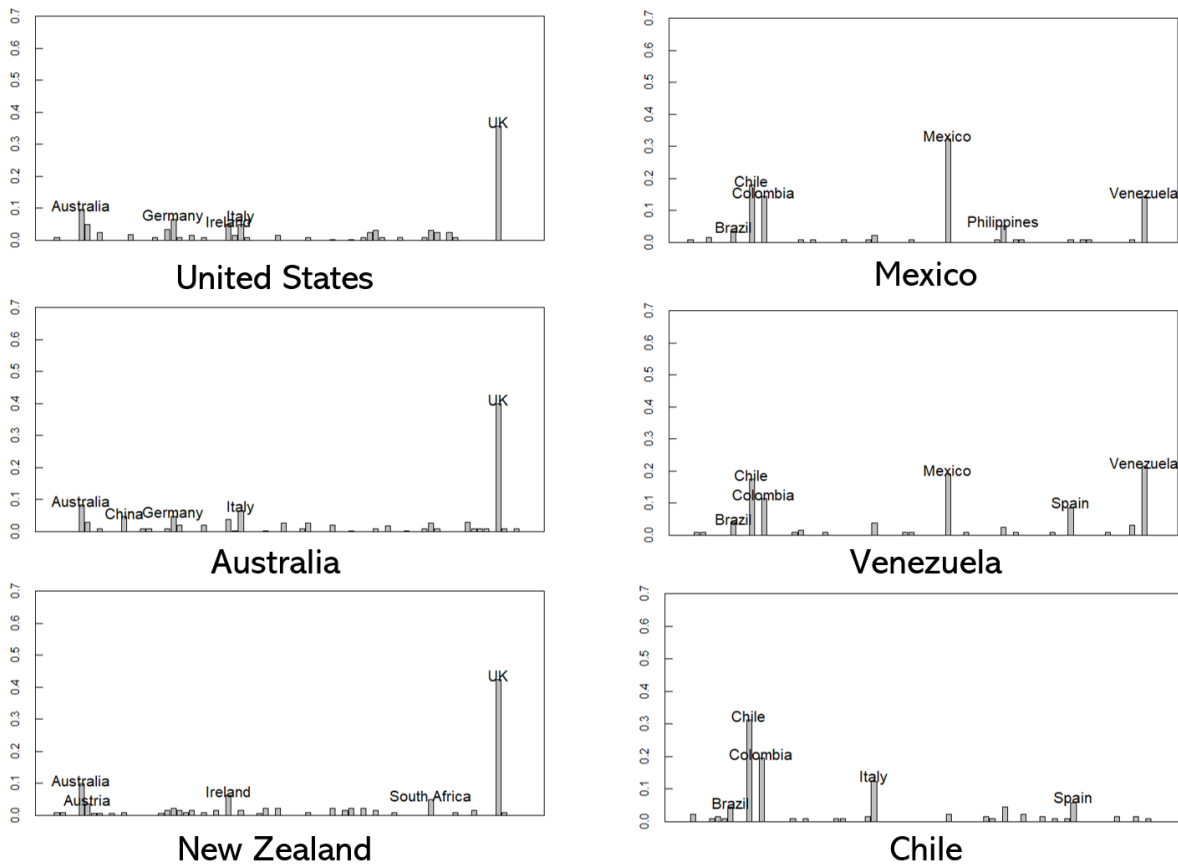 0.0 0.1 0.2 0.3 0.4 0.5 0.6 0.7
Australia
Germany
Ireland
Italy
UK
United States
0.0 0.1 0.2 0.3 0.4 0.5 0.6 0.7
Brazil
Chile
Colombia
Mexico
Philippines
Venezuela
Mexico
0.0 0.1 0.2 0.3 0.4 0.5 0.6 0.7
Australia
China
Germany
Italy
UK
Australia
0.0 0.1 0.2 0.3 0.4 0.5 0.6 0.7
Brazil
Chile
Colombia
Mexico
Spain
Venezuela
Venezuela
0.0 0.1 0.2 0.3 0.4 0.5 0.6 0.7
Australia
Austria
Ireland
South Africa
UK
New Zealand
0.0 0.1 0.2 0.3 0.4 0.5 0.6 0.7
Brazil
Chile
Colombia
Italy
Spain
Chile